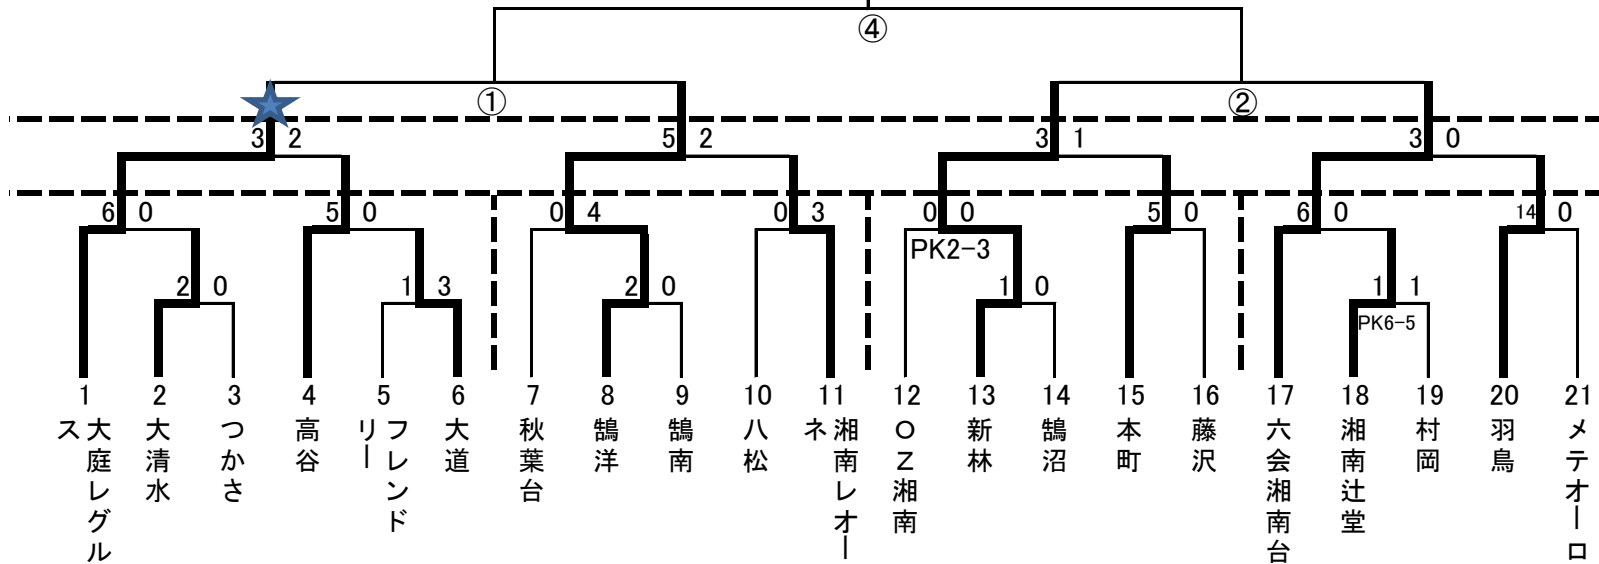 ④
① ②
3 2 5 2 3 1 3 0
6 0 5 0 0 4 0 3 0 0 5 0 6 0 14 0
PK2-3
2 0 1 3 2 0 1 0 1 1
PK6-5
1 2 3 4 5 6 7 8 9 10 11 12 13 14 15 16 17 18 19 20 21
大庭レグルス
大清水
つかさ
高谷
フレンドリー
大道
秋葉台
鵠洋
鵠南
八松
湘南レオーネ
OZ湘南
新林
鵠沼
本町
藤沢
六会湘南台
湘南辻堂
村岡
羽鳥
メテオーロ